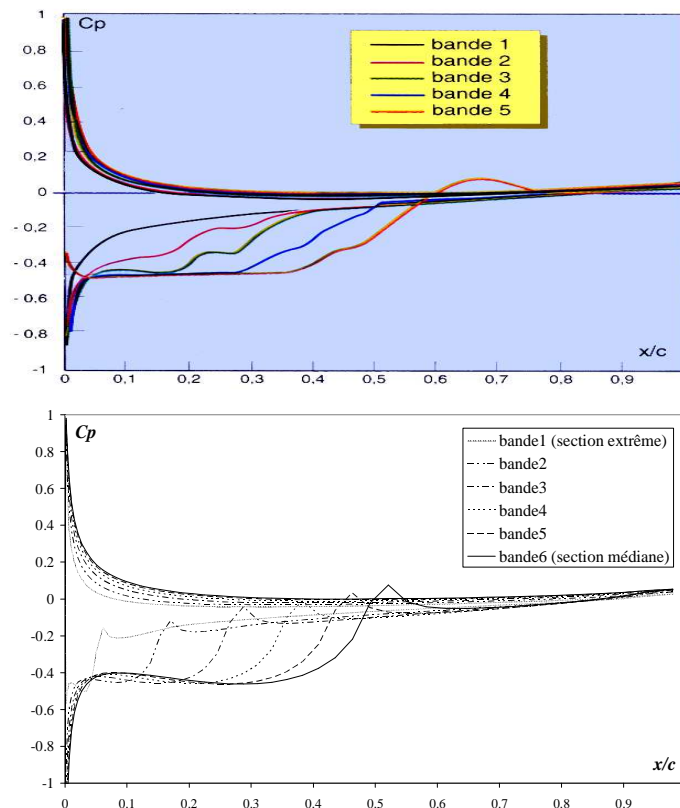 1
Cp
0,8
0,6
0,4
0,2
0
- 0,2
- 0,4
- 0,6
- 0,8
-1
bande 1
bande 2
bande 3
bande 4
bande 5
x/c
0 0,1 0,2 0,3 0,4 0,5 0,6 0,7 0,8 0,9
1
Cp
0.8
0.6
0.4
0.2
0
-0.2
-0.4
-0.6
-0.8
-1
bande1 (section extrême)
bande2
bande3
bande4
bande5
bande6 (section médiane)
x/c
0 0.1 0.2 0.3 0.4 0.5 0.6 0.7 0.8 0.9